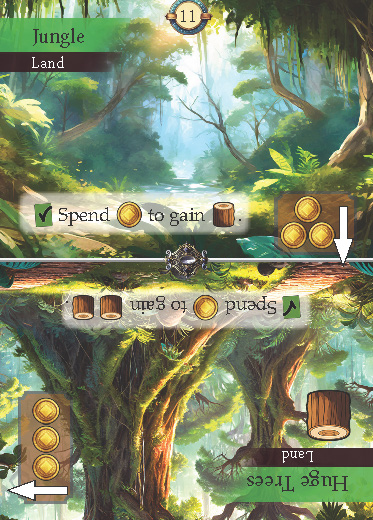 11
Jungle
Land
Spend to gain .
Huge Trees
Land
Spend to gain